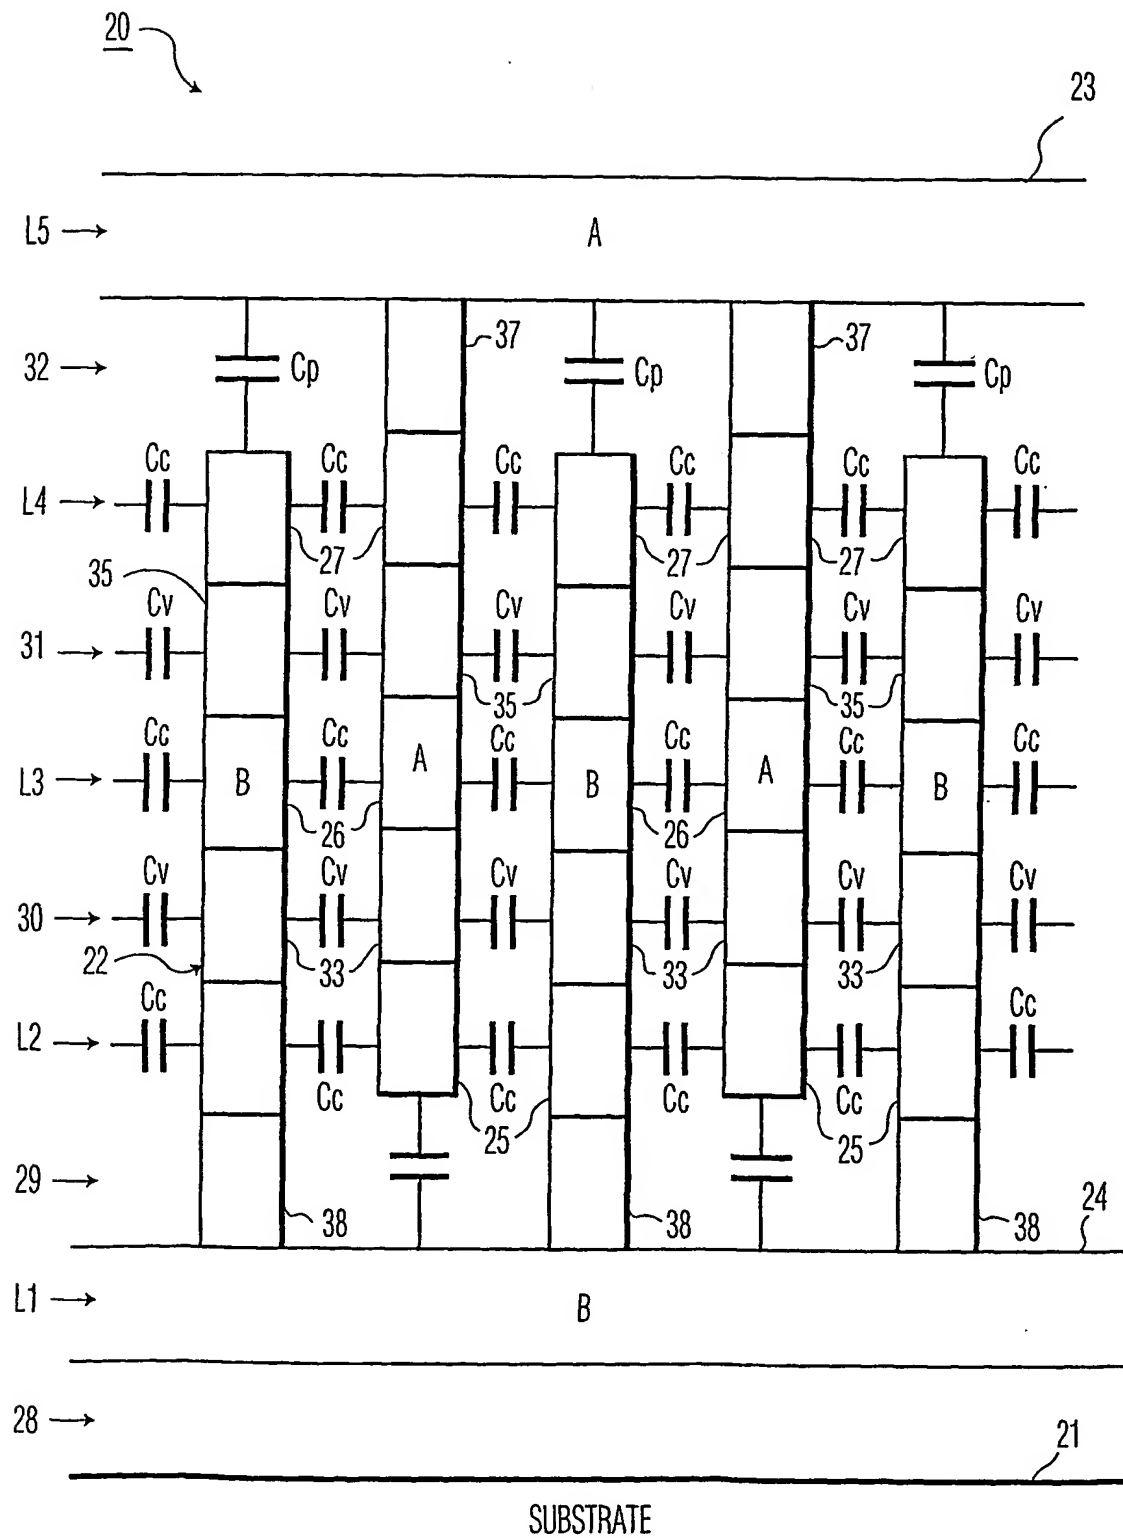 20
23
L5 A
37 37
32 Cp Cp Cp
Cc Cc Cc Cc Cc Cc
L4
27 27 27
35
Cv Cv Cv Cv Cv Cv
31
35 35
Cc Cc Cc Cc Cc Cc
L3 B A B A B
26 26
Cv Cv Cv Cv
30
22 33 33 33
Cc Cc
L2
Cc Cc Cc Cc
25 25
29
38 38 38 24
L1 B
28
21
SUBSTRATE